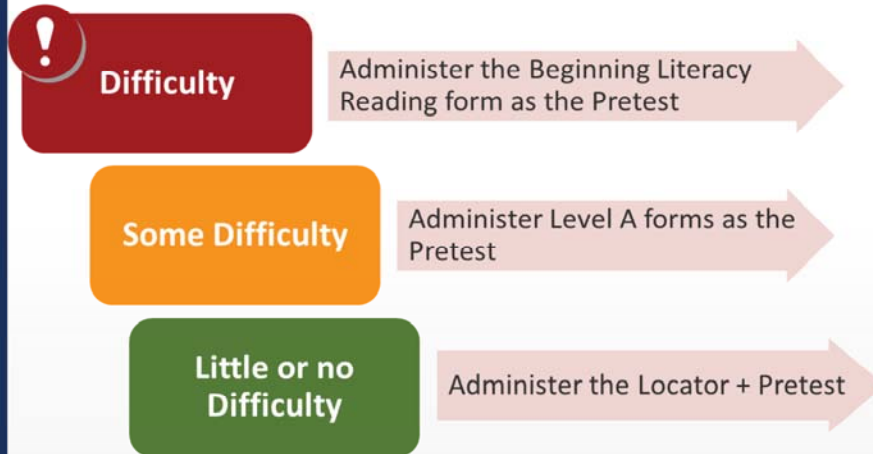 !
Difficulty
Administer the Beginning Literacy
Reading form as the Pretest
Some Difficulty
Administer Level A forms as the
Pretest
Little or no
Difficulty
Administer the Locator + Pretest